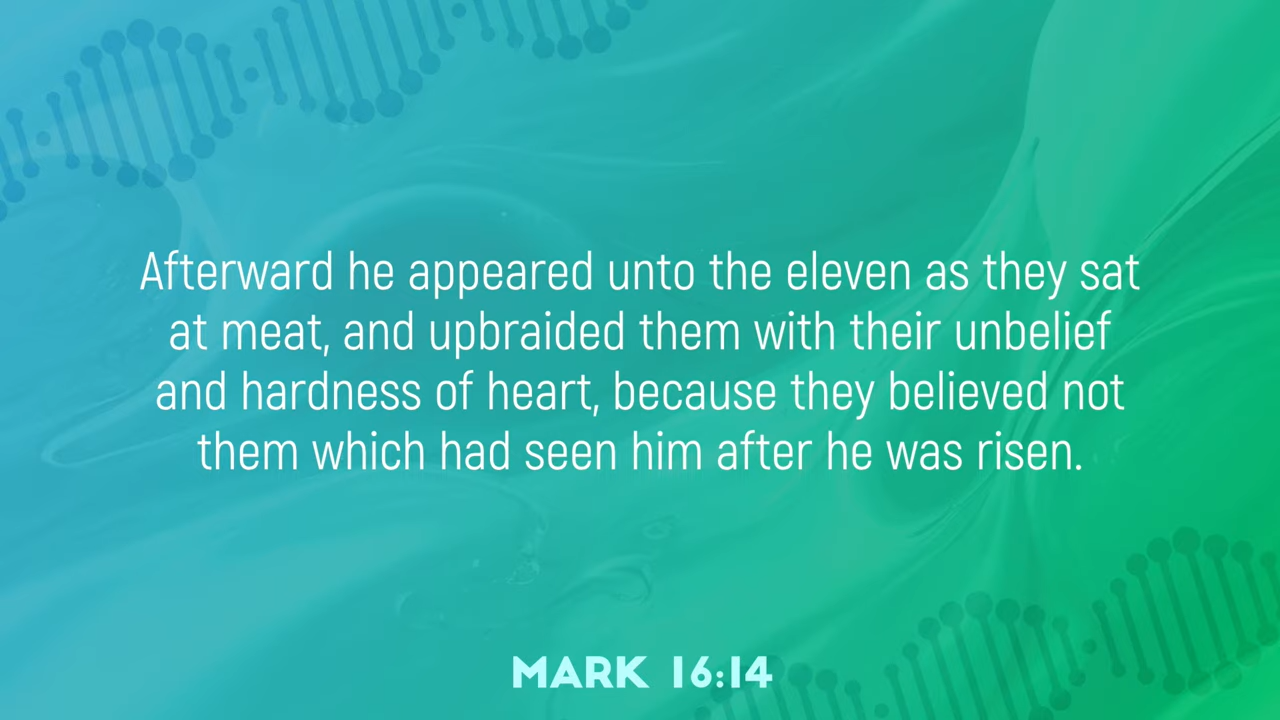 Afterward he appeared unto the eleven as they sat
at meat, and upbraided them with their unbelief
and hardness of heart, because they believed not
them which had seen him after he was risen.
MARK 16:14